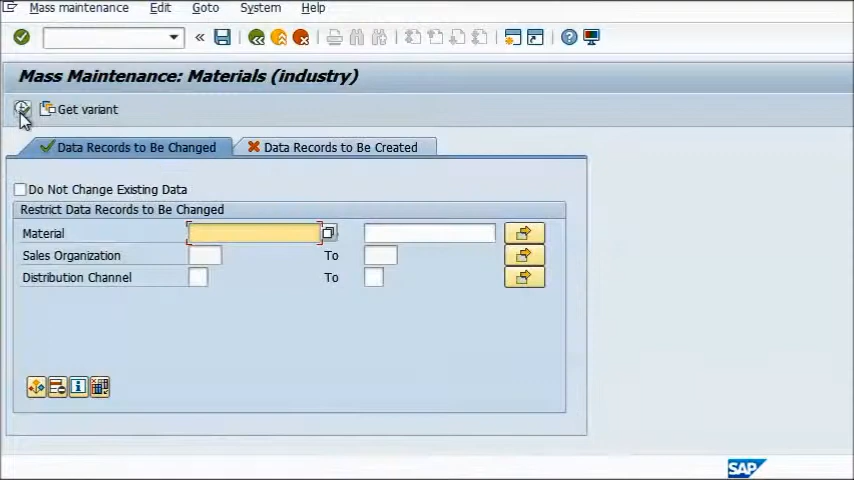 Mass maintenance Edit Goto System Help
Mass Maintenance: Materials (industry)
Get variant
Data Records to Be Changed Data Records to Be Created
Do Not Change Existing Data
Restrict Data Records to Be Changed
Material
Sales Organization To
Distribution Channel To
SAP